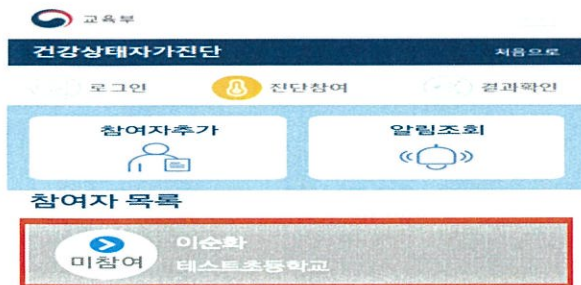 교육부
건강상태자가진단 처음으로
로그인 진단참여 결과확인
참여자추가 알림조회
참여자 목록
미참여 이순화
테스트초등학교